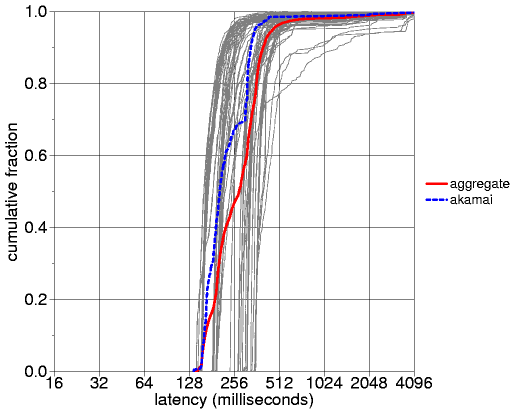 1.0
0.8
0.6
0.4
0.2
0.0
cumulative fraction
16 32 64 128 256 512 1024 2048 4096
latency (milliseconds)
aggregate
akamai